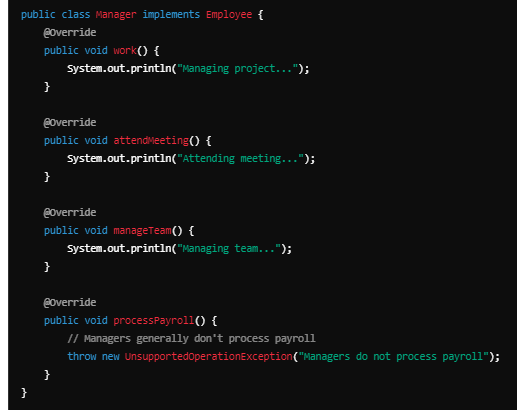 public class Manager implements Employee {
    @Override
    public void work() {
        System.out.println("Managing project...");
    }

    @Override
    public void attendMeeting() {
        System.out.println("Attending meeting...");
    }

    @Override
    public void manageTeam() {
        System.out.println("Managing team...");
    }

    @Override
    public void processPayroll() {
        // Managers generally don't process payroll
        throw new UnsupportedOperationException("Managers do not process payroll");
    }
}